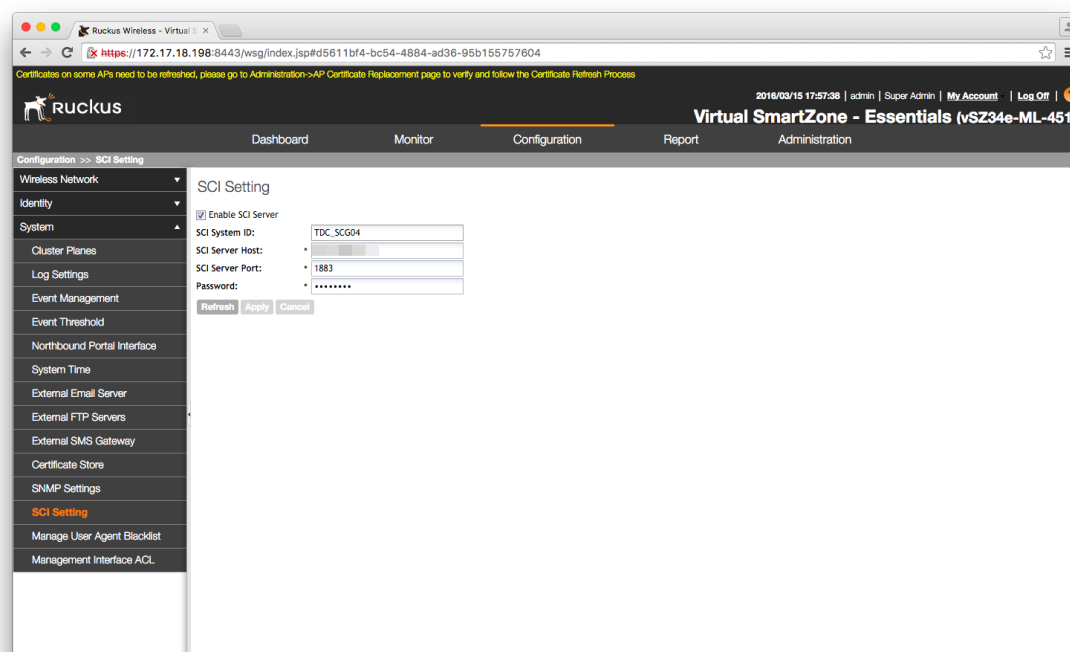 Ruckus Wireless - Virtual S
https://172.17.18.198:8443/wsg/index.jsp#d5611bf4-bc54-4884-ad36-95b155757604
Certificates on some APs need to be refreshed, please go to Administration->AP Certificate Replacement page to verify and follow the Certificate Refresh Process
Ruckus
2016/03/15 17:57:38 | admin | Super Admin | My Account | Log Off |
Virtual SmartZone - Essentials (vSZ34e-ML-451
Dashboard Monitor Configuration Report Administration
Configuration >> SCI Setting
Wireless Network
Identity
System
Cluster Planes
Log Settings
Event Management
Event Threshold
Northbound Portal Interface
System Time
External Email Server
External FTP Servers
External SMS Gateway
Certificate Store
SNMP Settings
SCI Setting
Manage User Agent Blacklist
Management Interface ACL
SCI Setting
Enable SCI Server
SCI System ID: TDC_SCG04
SCI Server Host: *
SCI Server Port: * 1883
Password: * ••••••••
Refresh Apply Cancel